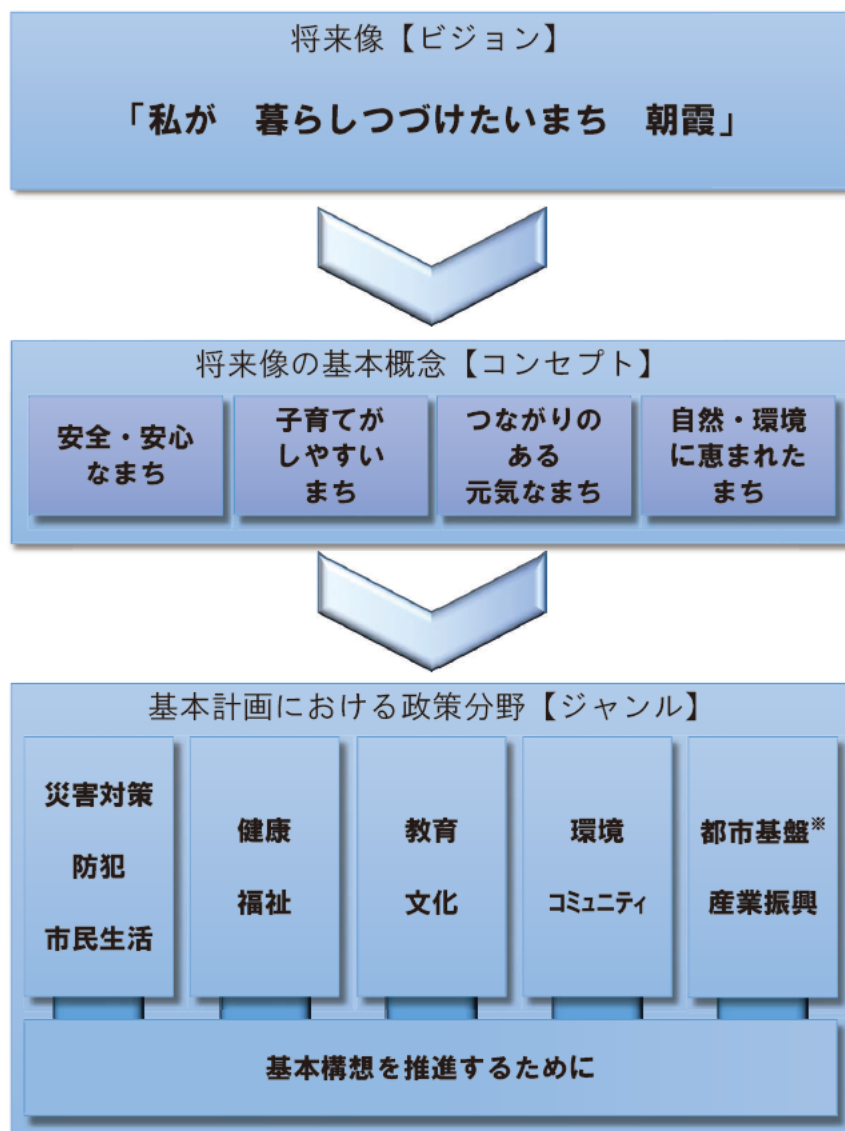 将来像【ビジョン】
「私が　暮らしつづけたいまち　朝霞」
将来像の基本概念【コンセプト】
安全・安心
なまち
子育てが
しやすい
まち
つながりの
ある
元気なまち
自然・環境
に恵まれた
まち
基本計画における政策分野【ジャンル】
災害対策
防犯
市民生活
健康
福祉
教育
文化
環境
コミュニティ
都市基盤※
産業振興
基本構想を推進するために